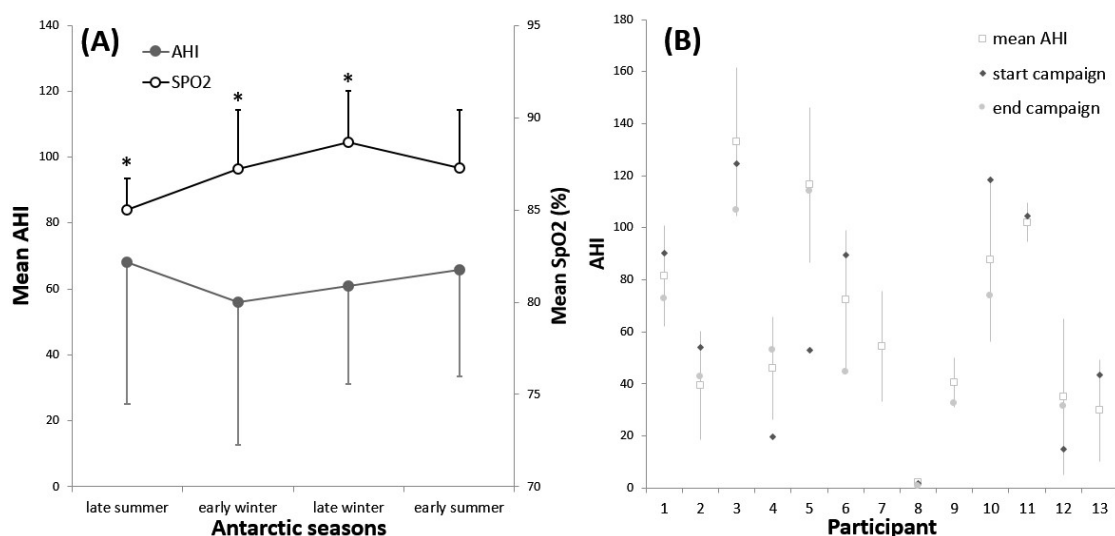 (A)
AHI
SPO2
Mean AHI
140
120
100
80
60
40
20
0
*
*
*
95
90
85
80
75
70
Mean SpO2 (%)
late summer early winter late winter early summer
Antarctic seasons
(B)
mean AHI
start campaign
end campaign
AHI
180
160
140
120
100
80
60
40
20
0
1 2 3 4 5 6 7 8 9 10 11 12 13
Participant